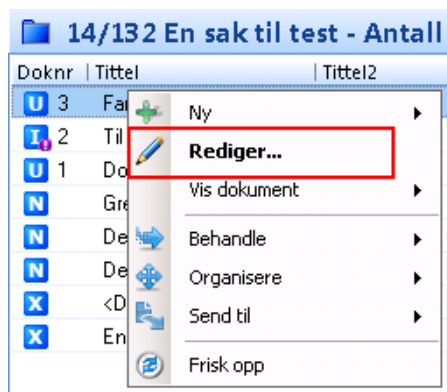 14/132 En sak til test - Antall
Doknr Tittel Tittel2
U 3 Far
I 2 Til
U 1 Do
N Gre
N De
N De
X <D
X En
Ny
Rediger...
Vis dokument
Behandle
Organisere
Send til
Frisk opp